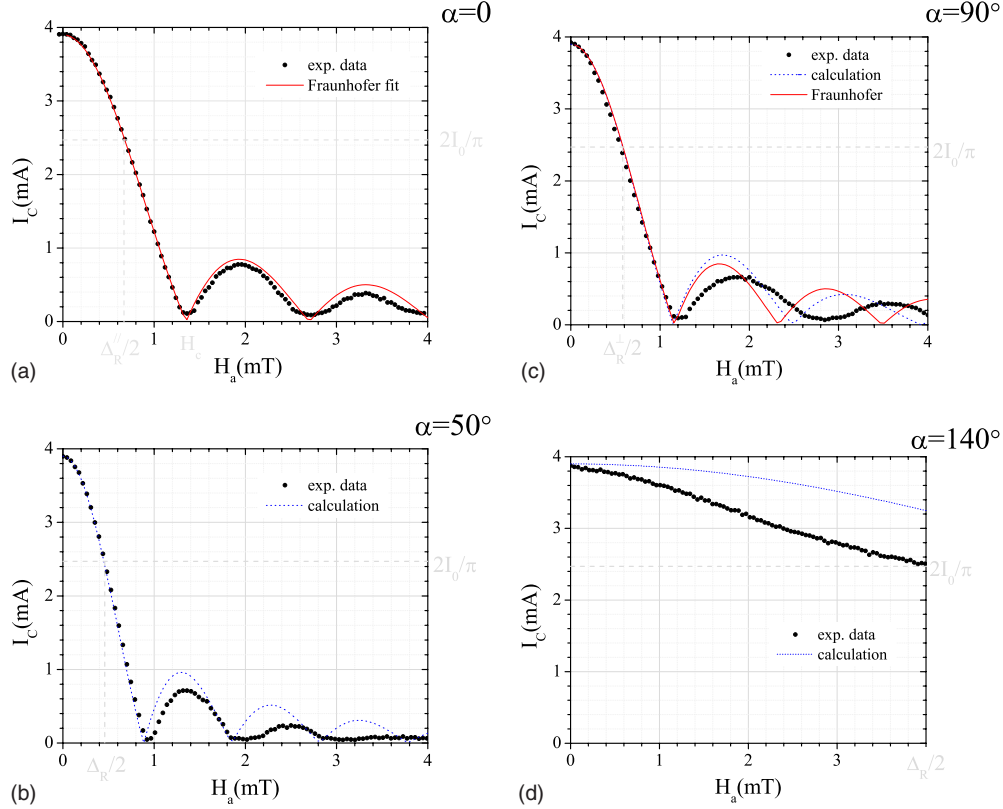 α=0
4
3
2
1
0
I_C(mA)
exp. data
Fraunhofer fit
2I_0/π
0 1 2 3 4
Δ_R^{//}/2 H_c
H_a(mT)
(a)
α=90°
4
3
2
1
0
I_C(mA)
exp. data
calculation
Fraunhofer
2I_0/π
0 1 2 3 4
Δ_R^⊥/2
H_a(mT)
(c)
α=50°
4
3
2
1
0
I_C(mA)
exp. data
calculation
2I_0/π
0 1 2 3 4
Δ_R/2
H_a(mT)
(b)
α=140°
4
3
2
1
0
I_C(mA)
2I_0/π
exp. data
calculation
0 1 2 3
Δ_R/2
H_a(mT)
(d)